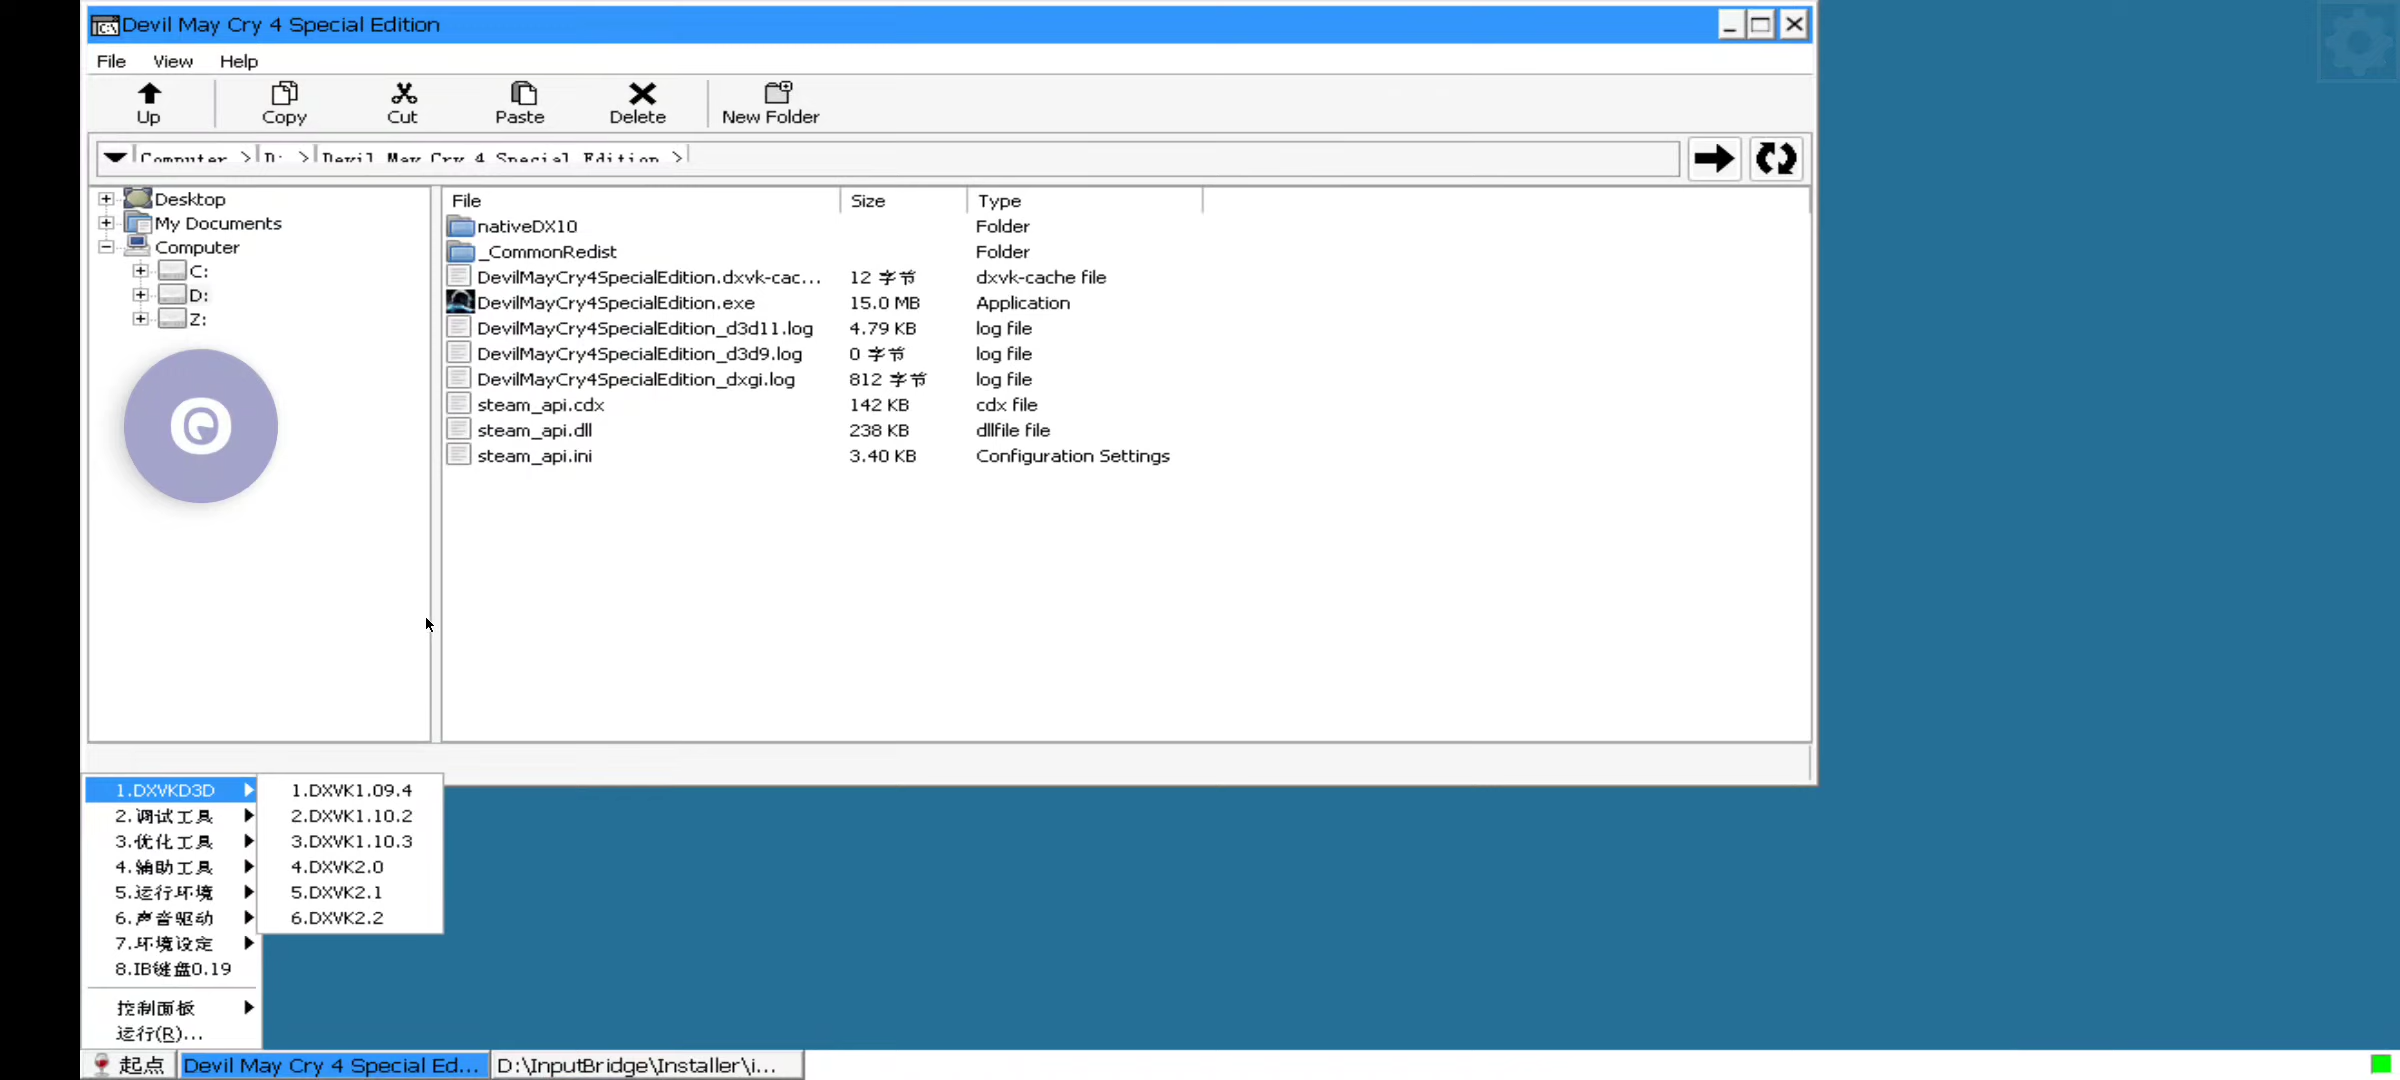 Devil May Cry 4 Special Edition
File View Help
Up Copy Cut Paste Delete New Folder
Computer > D: > Devil May Cry 4 Special Edition >
Desktop
My Documents
Computer
C:
D:
Z:
File Size Type
nativeDX10 Folder
_CommonRedist Folder
DevilMayCry4SpecialEdition.dxvk-cac... 12 字节 dxvk-cache file
DevilMayCry4SpecialEdition.exe 15.0 MB Application
DevilMayCry4SpecialEdition_d3d11.log 4.79 KB log file
DevilMayCry4SpecialEdition_d3d9.log 0 字节 log file
DevilMayCry4SpecialEdition_dxgi.log 812 字节 log file
steam_api.cdx 142 KB cdx file
steam_api.dll 238 KB dllfile file
steam_api.ini 3.40 KB Configuration Settings
1.DXVKD3D
2.调试工具
3.优化工具
4.辅助工具
5.运行环境
6.声音驱动
7.环境设定
8.IB键盘0.19
控制面板
运行(R)...
1.DXVK1.09.4
2.DXVK1.10.2
3.DXVK1.10.3
4.DXVK2.0
5.DXVK2.1
6.DXVK2.2
起点 Devil May Cry 4 Special Ed... D:\InputBridge\Installer\i...